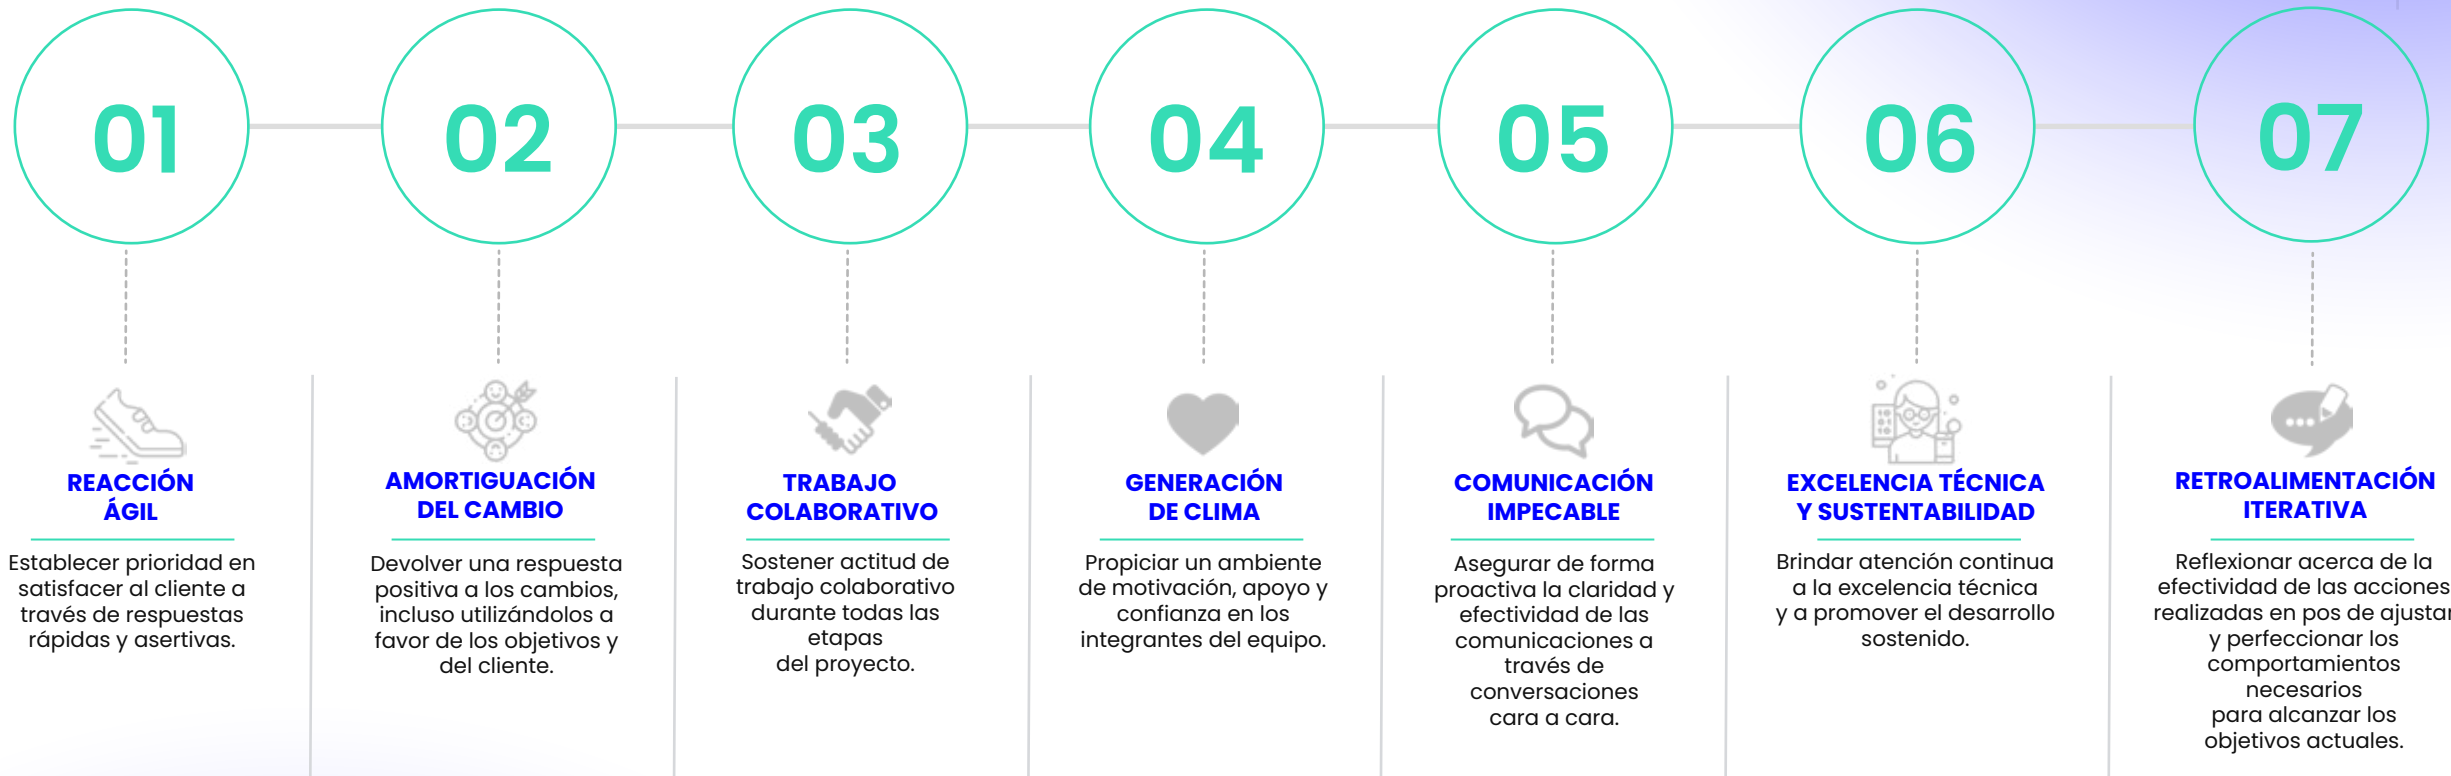 01
02
03
04
05
06
07
REACCIÓN
ÁGIL
Establecer prioridad en
satisfacer al cliente a
través de respuestas
rápidas y asertivas.
AMORTIGUACIÓN
DEL CAMBIO
Devolver una respuesta
positiva a los cambios,
incluso utilizándolos a
favor de los objetivos y
del cliente.
TRABAJO
COLABORATIVO
Sostener actitud de
trabajo colaborativo
durante todas las
etapas
del proyecto.
GENERACIÓN
DE CLIMA
Propiciar un ambiente
de motivación, apoyo y
confianza en los
integrantes del equipo.
COMUNICACIÓN
IMPECABLE
Asegurar de forma
proactiva la claridad y
efectividad de las
comunicaciones a
través de
conversaciones
cara a cara.
EXCELENCIA TÉCNICA
Y SUSTENTABILIDAD
Brindar atención continua
a la excelencia técnica
y a promover el desarrollo
sostenido.
RETROALIMENTACIÓN
ITERATIVA
Reflexionar acerca de la
efectividad de las acciones
realizadas en pos de ajustar
y perfeccionar los
comportamientos
necesarios
para alcanzar los
objetivos actuales.